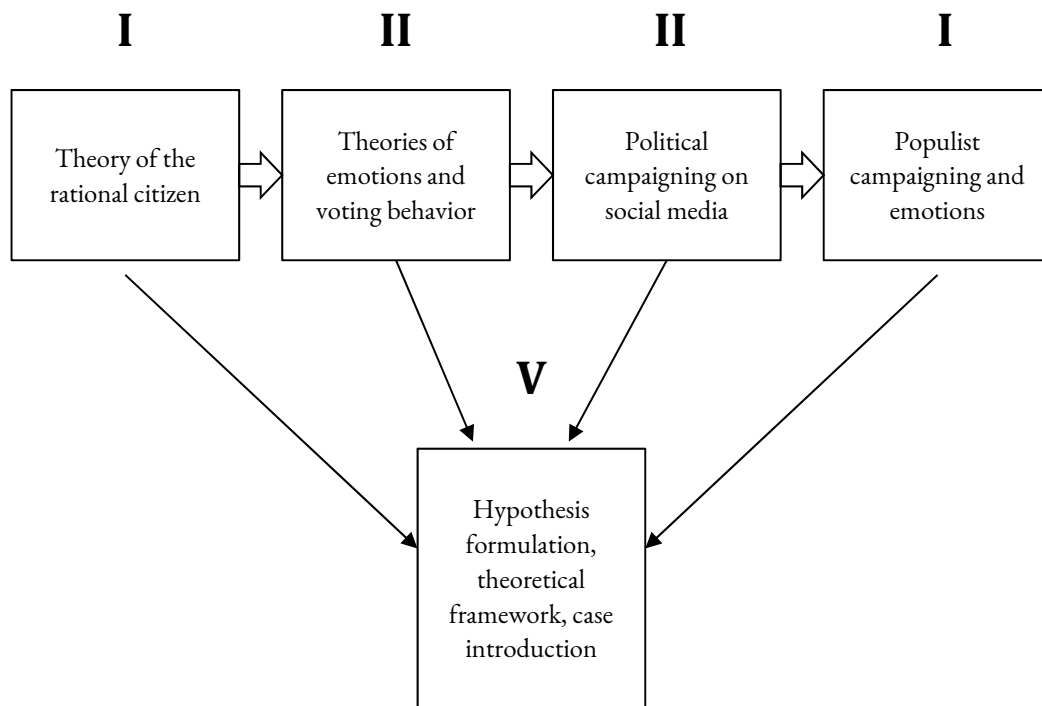 I
II
II
I
Theory of the
rational citizen
Theories of
emotions and
voting behavior
Political
campaigning on
social media
Populist
campaigning and
emotions
V
Hypothesis
formulation,
theoretical
framework, case
introduction